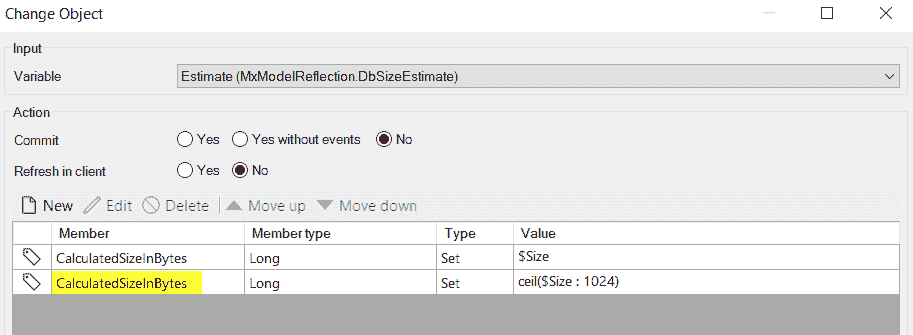 Change Object
Input
Variable Estimate (MxModelReflection.DbSizeEstimate)
Action
Commit Yes Yes without events No
Refresh in client Yes No
New Edit Delete Move up Move down
Member Member type Type Value
CalculatedSizeInBytes Long Set $Size
CalculatedSizeInBytes Long Set ceil($Size : 1024)